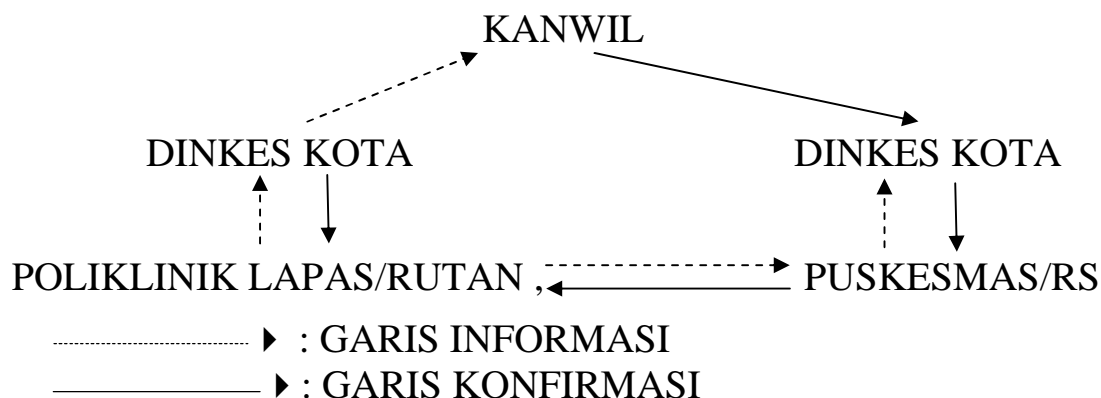 KANWIL
DINKES KOTA DINKES KOTA
POLIKLINIK LAPAS/RUTAN , PUSKESMAS/RS
: GARIS INFORMASI
: GARIS KONFIRMASI